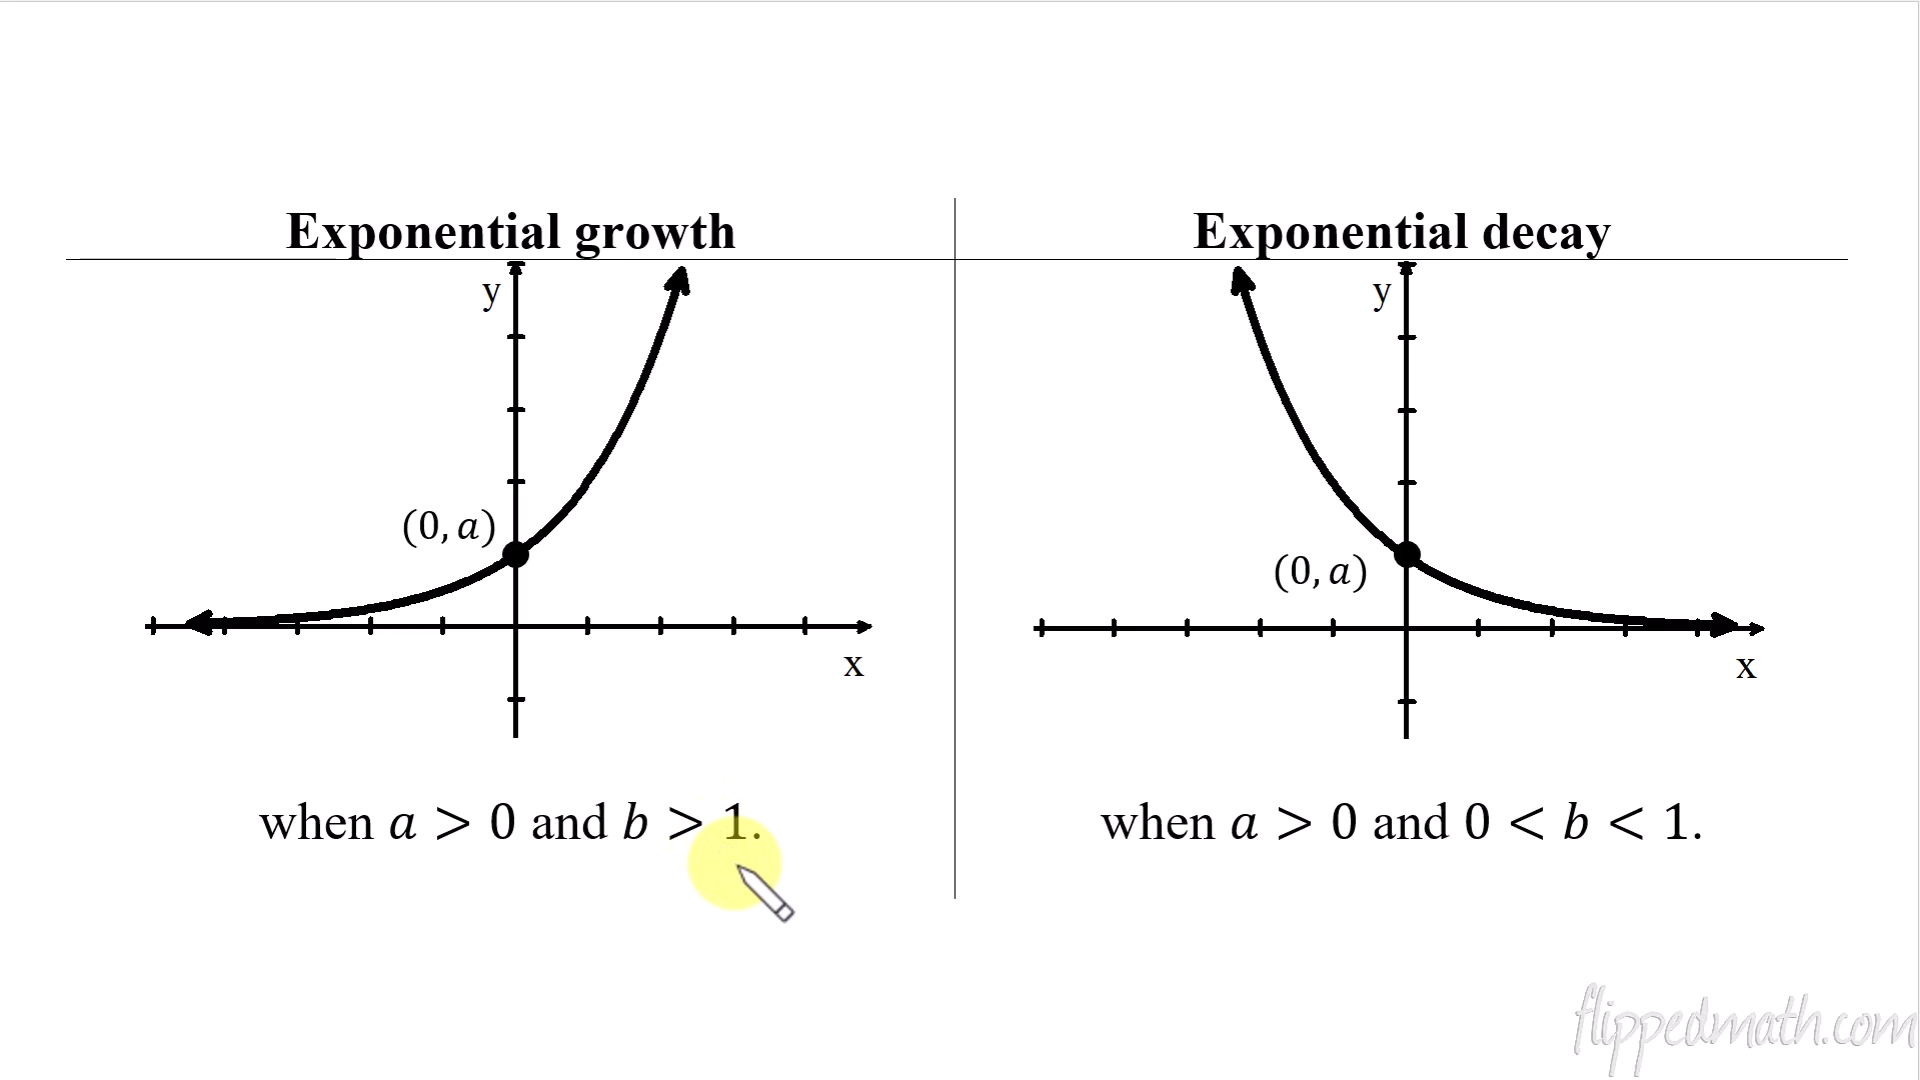 Exponential growth
y
(0, a)
x
when a > 0 and b > 1.
Exponential decay
y
(0, a)
x
when a > 0 and 0 < b < 1.
flippedmath.com